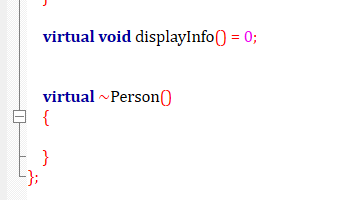 }
virtual void displayInfo() = 0;
virtual ~Person()
{
}
};